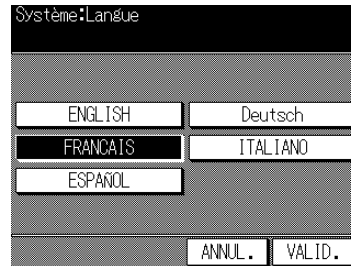 Système:Langue
ENGLISH
Deutsch
FRANCAIS
ITALIANO
ESPAÑOL
ANNUL.
VALID.